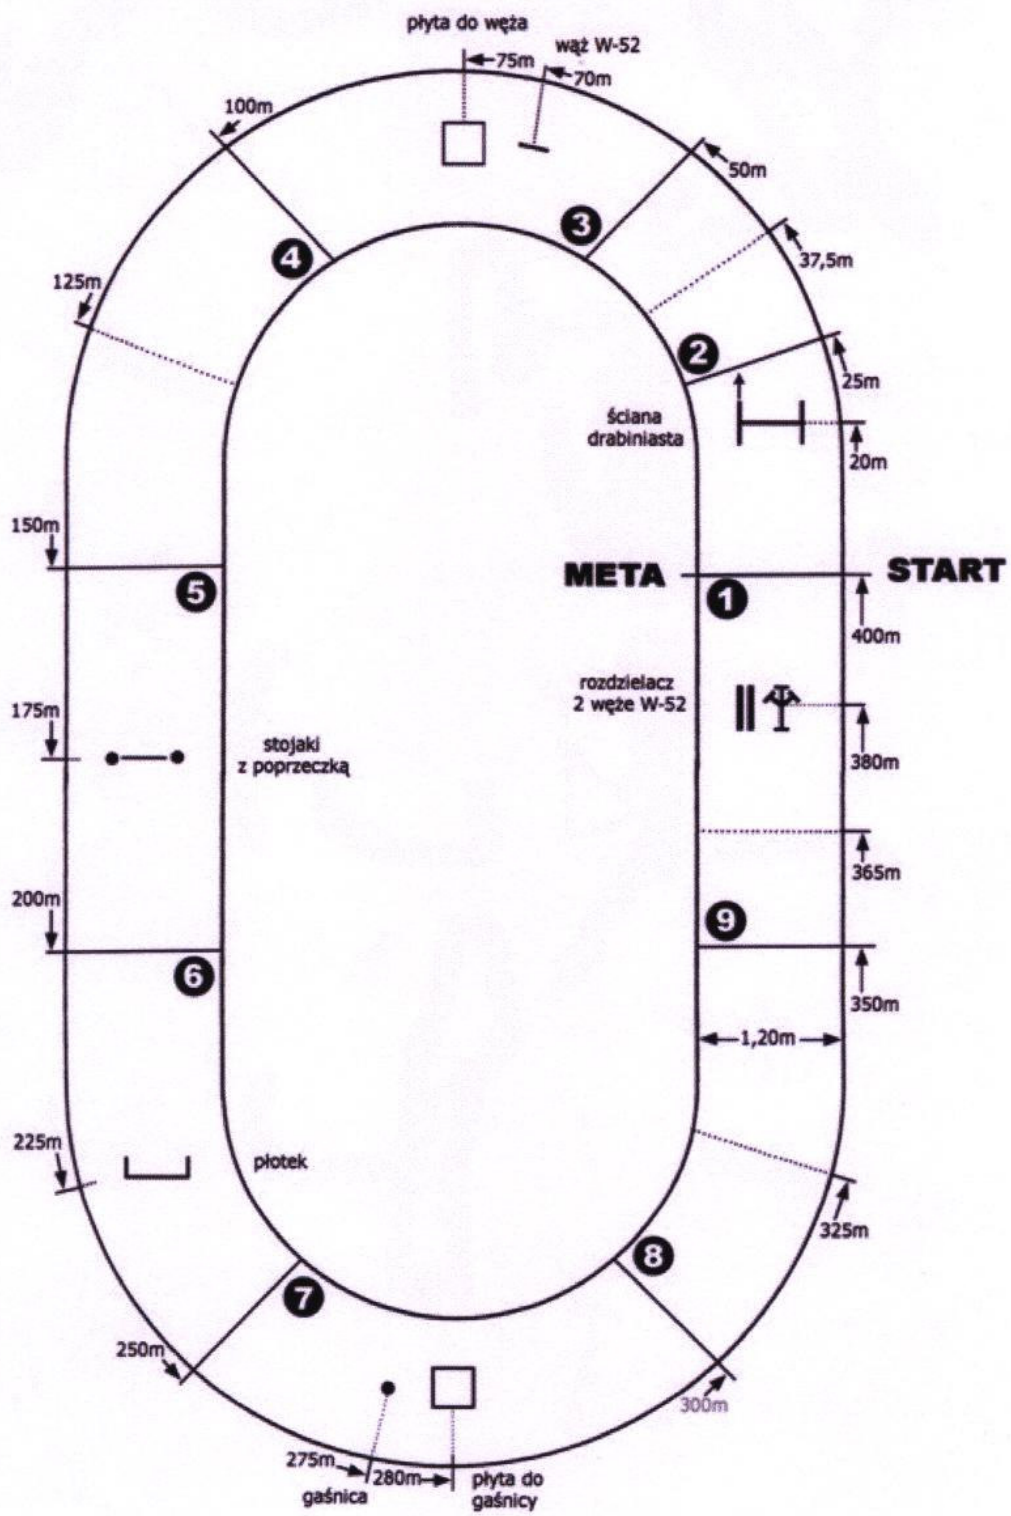 płyta do węża
wąż W-52
75m
70m
100m
50m
3
4
37,5m
125m
2
25m
ściana
drabiniasta
20m
150m
META
START
5
1
400m
rozdzielacz
2 węże W-52
175m
stojaki
z poprzeczką
380m
365m
200m
9
6
350m
1,20m
225m
płotek
325m
8
7
250m
300m
275m
280m
płyta do
gaśnicy
gaśnica